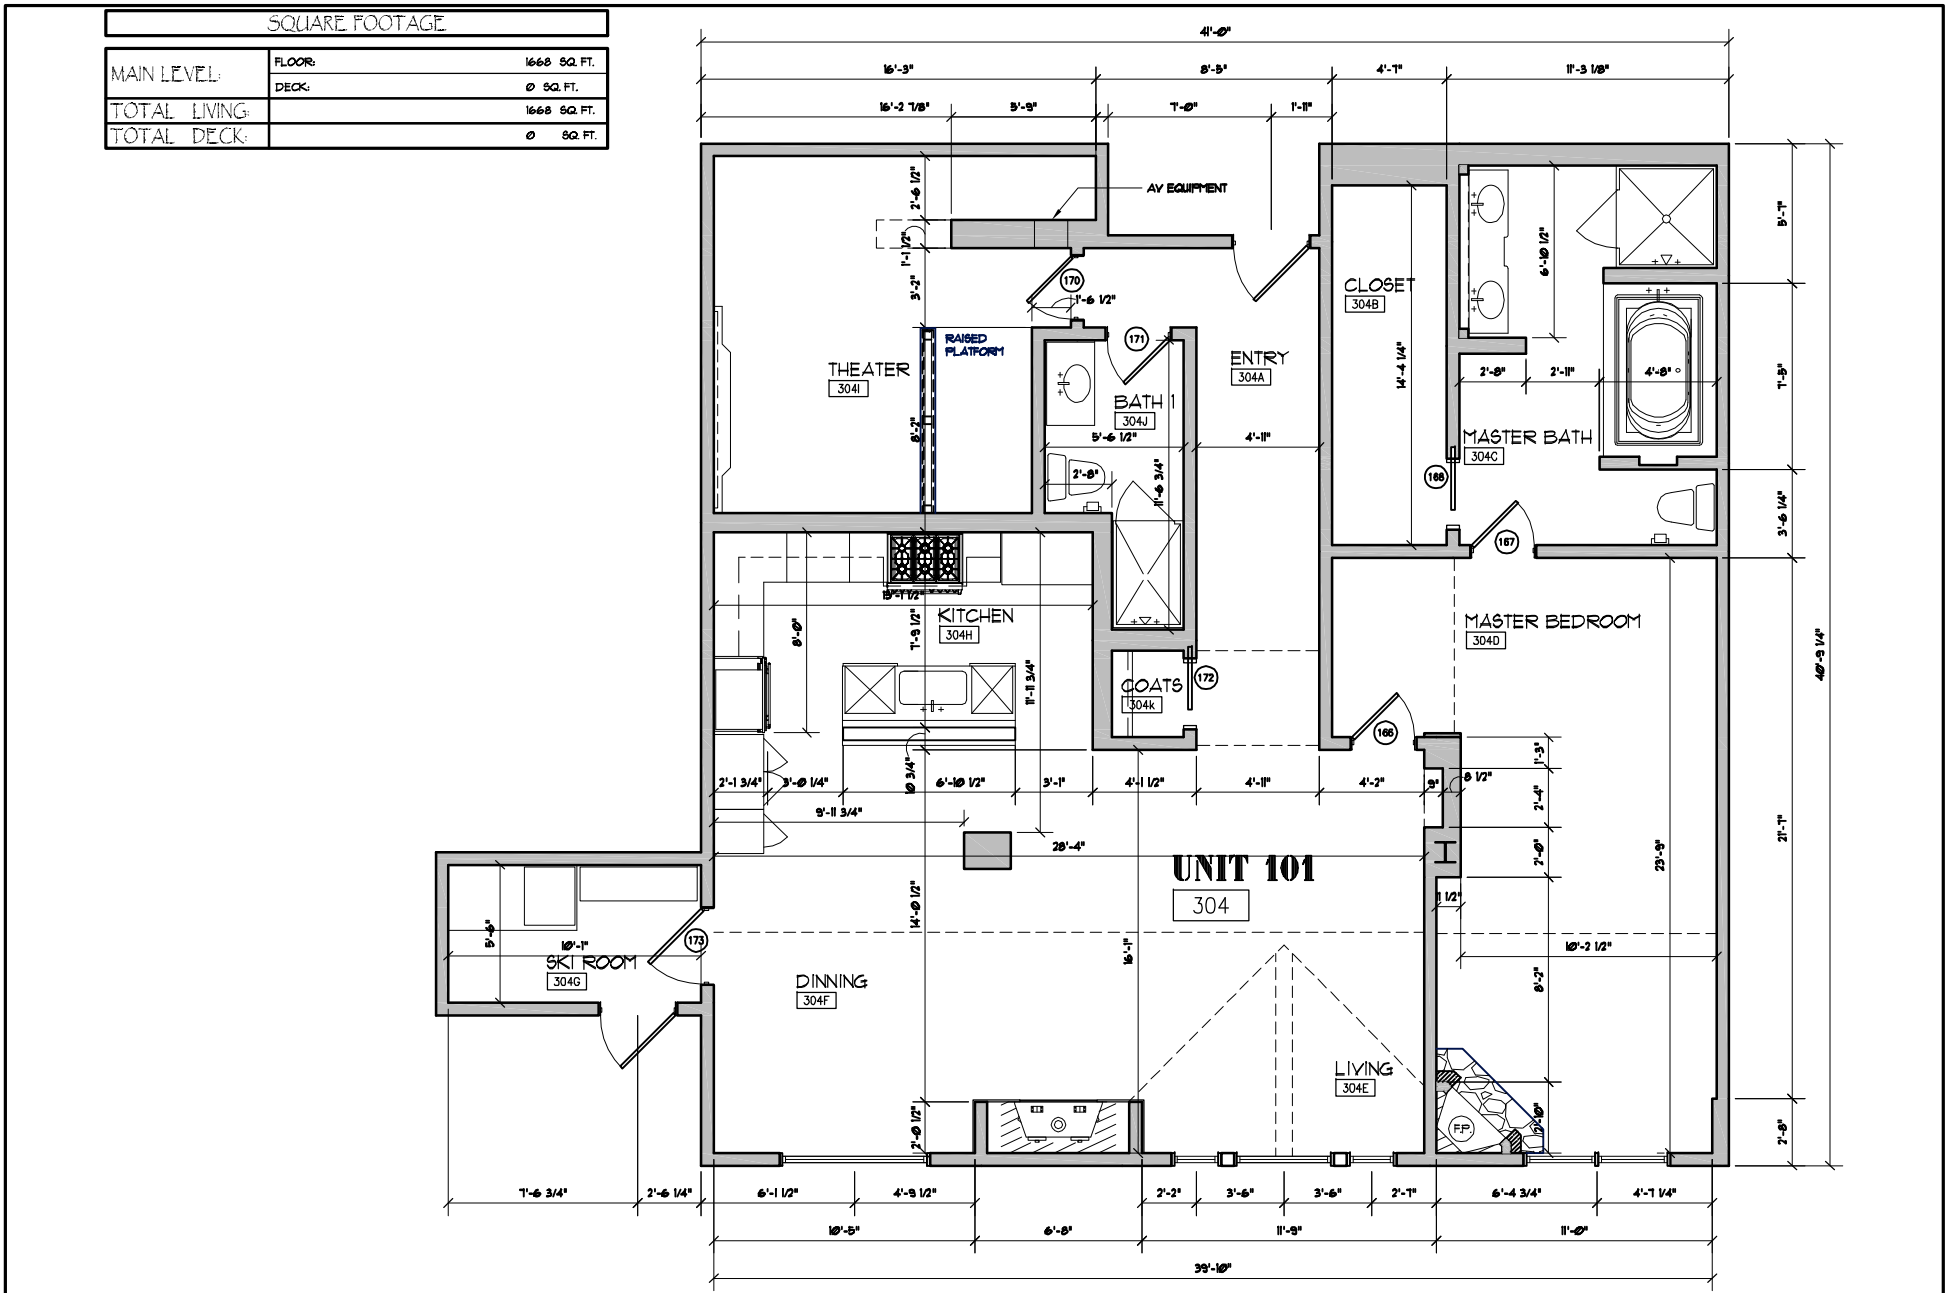 SQUARE FOOTAGE
MAIN LEVEL:
FLOOR: 1668 SQ. FT.
DECK: 0 SQ. FT.
TOTAL LIVING: 1668 SQ. FT.
TOTAL DECK: 0 SQ. FT.
41'-0"
16'-3"
4'-7"
11'-3 1/8"
7'-0"
1'-11"
2'-6 1/2"
AV EQUIPMENT
5'-7"
6'-10 1/2"
1'-1 1/2"
3'-2"
170
1'-6 1/2"
CLOSET
304B
171
RAISED
PLATFORM
THEATER
304I
ENTRY
304A
14'-4 1/4"
2'-8"
2'-11"
4'-8"
7'-5"
BATH 1
304J
8'-2"
5'-6 1/2"
4'-11"
MASTER BATH
304C
168
2'-8"
11'-6 3/4"
3'-6 1/4"
167
KITCHEN
304H
8'-0"
7'-9 1/2"
MASTER BEDROOM
304D
40'-9 1/4"
11'-11 3/4"
COATS
304k
172
166
1'-3"
2'-1 3/4"
3'-0 1/4"
10 3/4"
6'-10 1/2"
3'-1"
4'-1 1/2"
4'-11"
4'-2"
9"
8 1/2"
2'-4"
9'-11 3/4"
28'-4"
2'-0"
23'-9"
21'-7"
UNIT 101
304
14'-0 1/2"
16'-1"
5'-6"
10'-1"
173
SKI ROOM
304G
10'-2 1/2"
8'-2"
DINNING
304F
LIVING
304E
2'-0 1/2"
F.P.
2'-10"
2'-8"
7'-6 3/4"
2'-6 1/4"
6'-1 1/2"
4'-9 1/2"
2'-2"
3'-6"
3'-6"
2'-7"
6'-4 3/4"
4'-7 1/4"
10'-5"
6'-8"
11'-9"
11'-0"
39'-10"